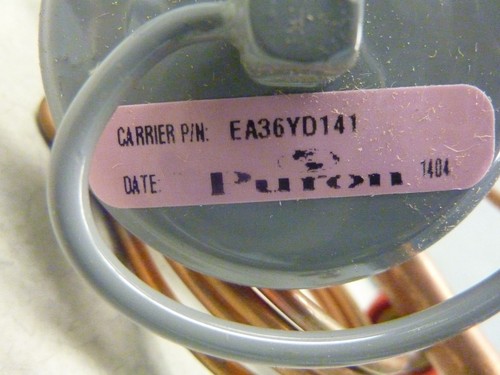 CARRIER P/N: EA36YD141
DATE: Puron 1404